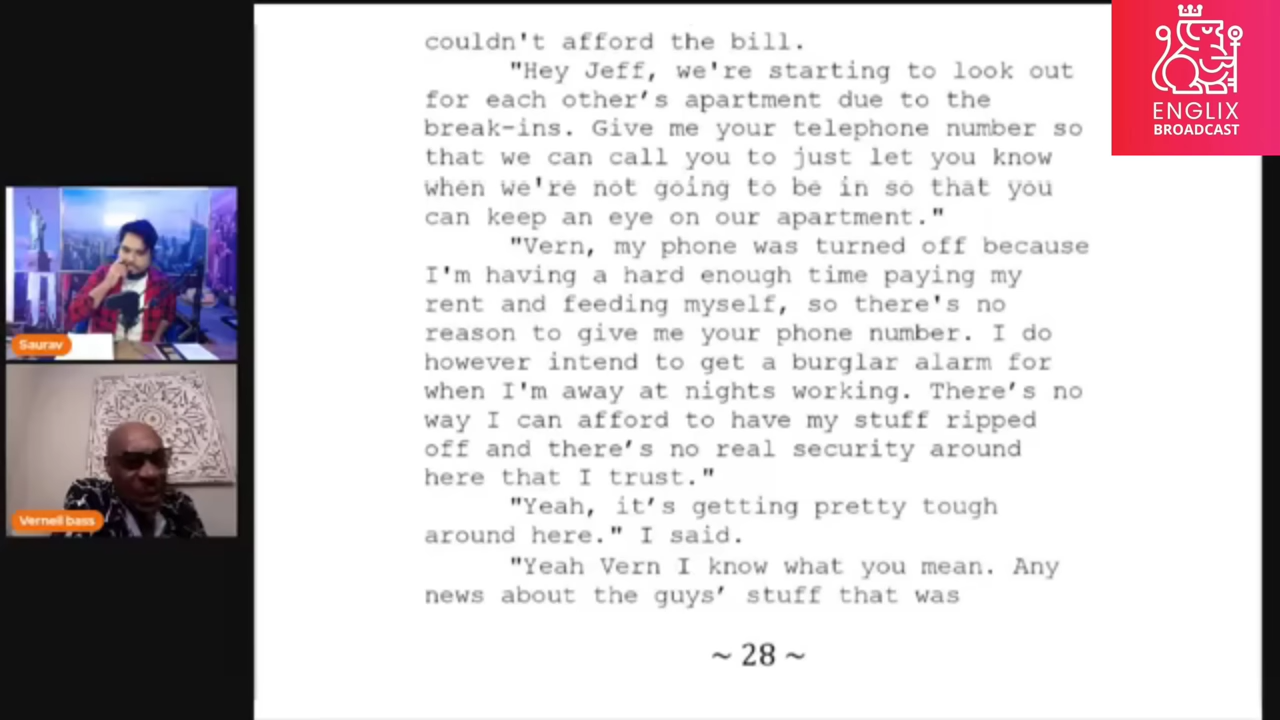 couldn't afford the bill.
"Hey Jeff, we're starting to look out
for each other’s apartment due to the
break-ins. Give me your telephone number so
that we can call you to just let you know
when we're not going to be in so that you
can keep an eye on our apartment."
"Vern, my phone was turned off because
I'm having a hard enough time paying my
rent and feeding myself, so there's no
reason to give me your phone number. I do
however intend to get a burglar alarm for
when I'm away at nights working. There’s no
way I can afford to have my stuff ripped
off and there’s no real security around
here that I trust."
"Yeah, it’s getting pretty tough
around here." I said.
"Yeah Vern I know what you mean. Any
news about the guys’ stuff that was
~ 28 ~
ENGLIX
BROADCAST
Saurav
Vernell bass